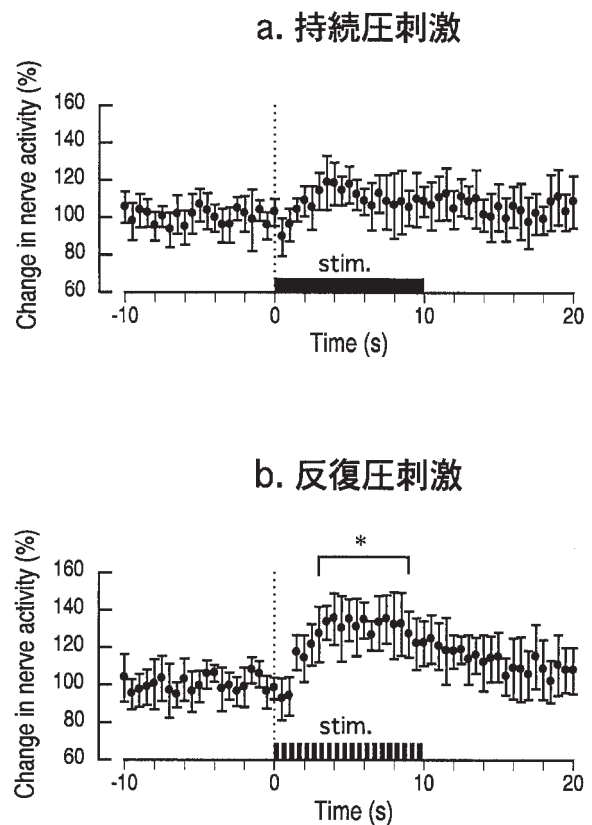 a. 持続圧刺激
Change in nerve activity (%)
160
140
120
100
80
60
stim.
-10
0
10
20
Time (s)
b. 反復圧刺激
Change in nerve activity (%)
160
*
140
120
100
80
60
stim.
-10
0
10
20
Time (s)